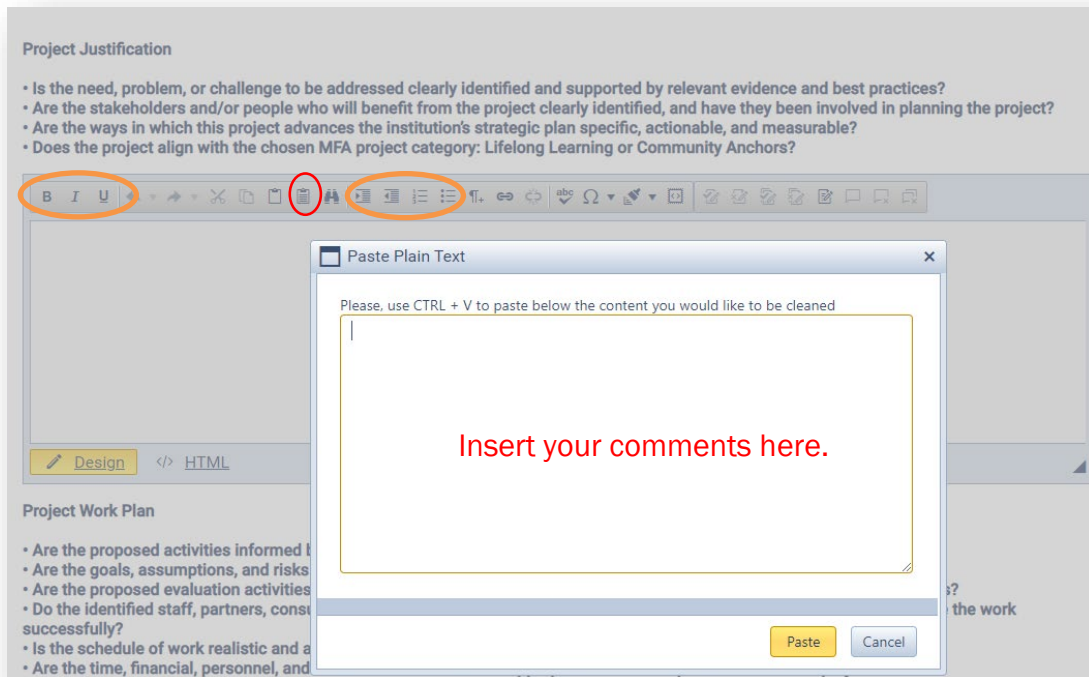 Project Justification
• Is the need, problem, or challenge to be addressed clearly identified and supported by relevant evidence and best practices?
• Are the stakeholders and/or people who will benefit from the project clearly identified, and have they been involved in planning the project?
• Are the ways in which this project advances the institution's strategic plan specific, actionable, and measurable?
• Does the project align with the chosen MFA project category: Lifelong Learning or Community Anchors?
B I U abc Ω
Paste Plain Text
Please, use CTRL + V to paste below the content you would like to be cleaned
Insert your comments here.
Design </> HTML
Project Work Plan
• Are the proposed activities informed
• Are the goals, assumptions, and risks
• Are the proposed evaluation activities s?
• Do the identified staff, partners, the work
successfully?
• Is the schedule of work realistic and
• Are the time, financial, personnel, and
Paste Cancel